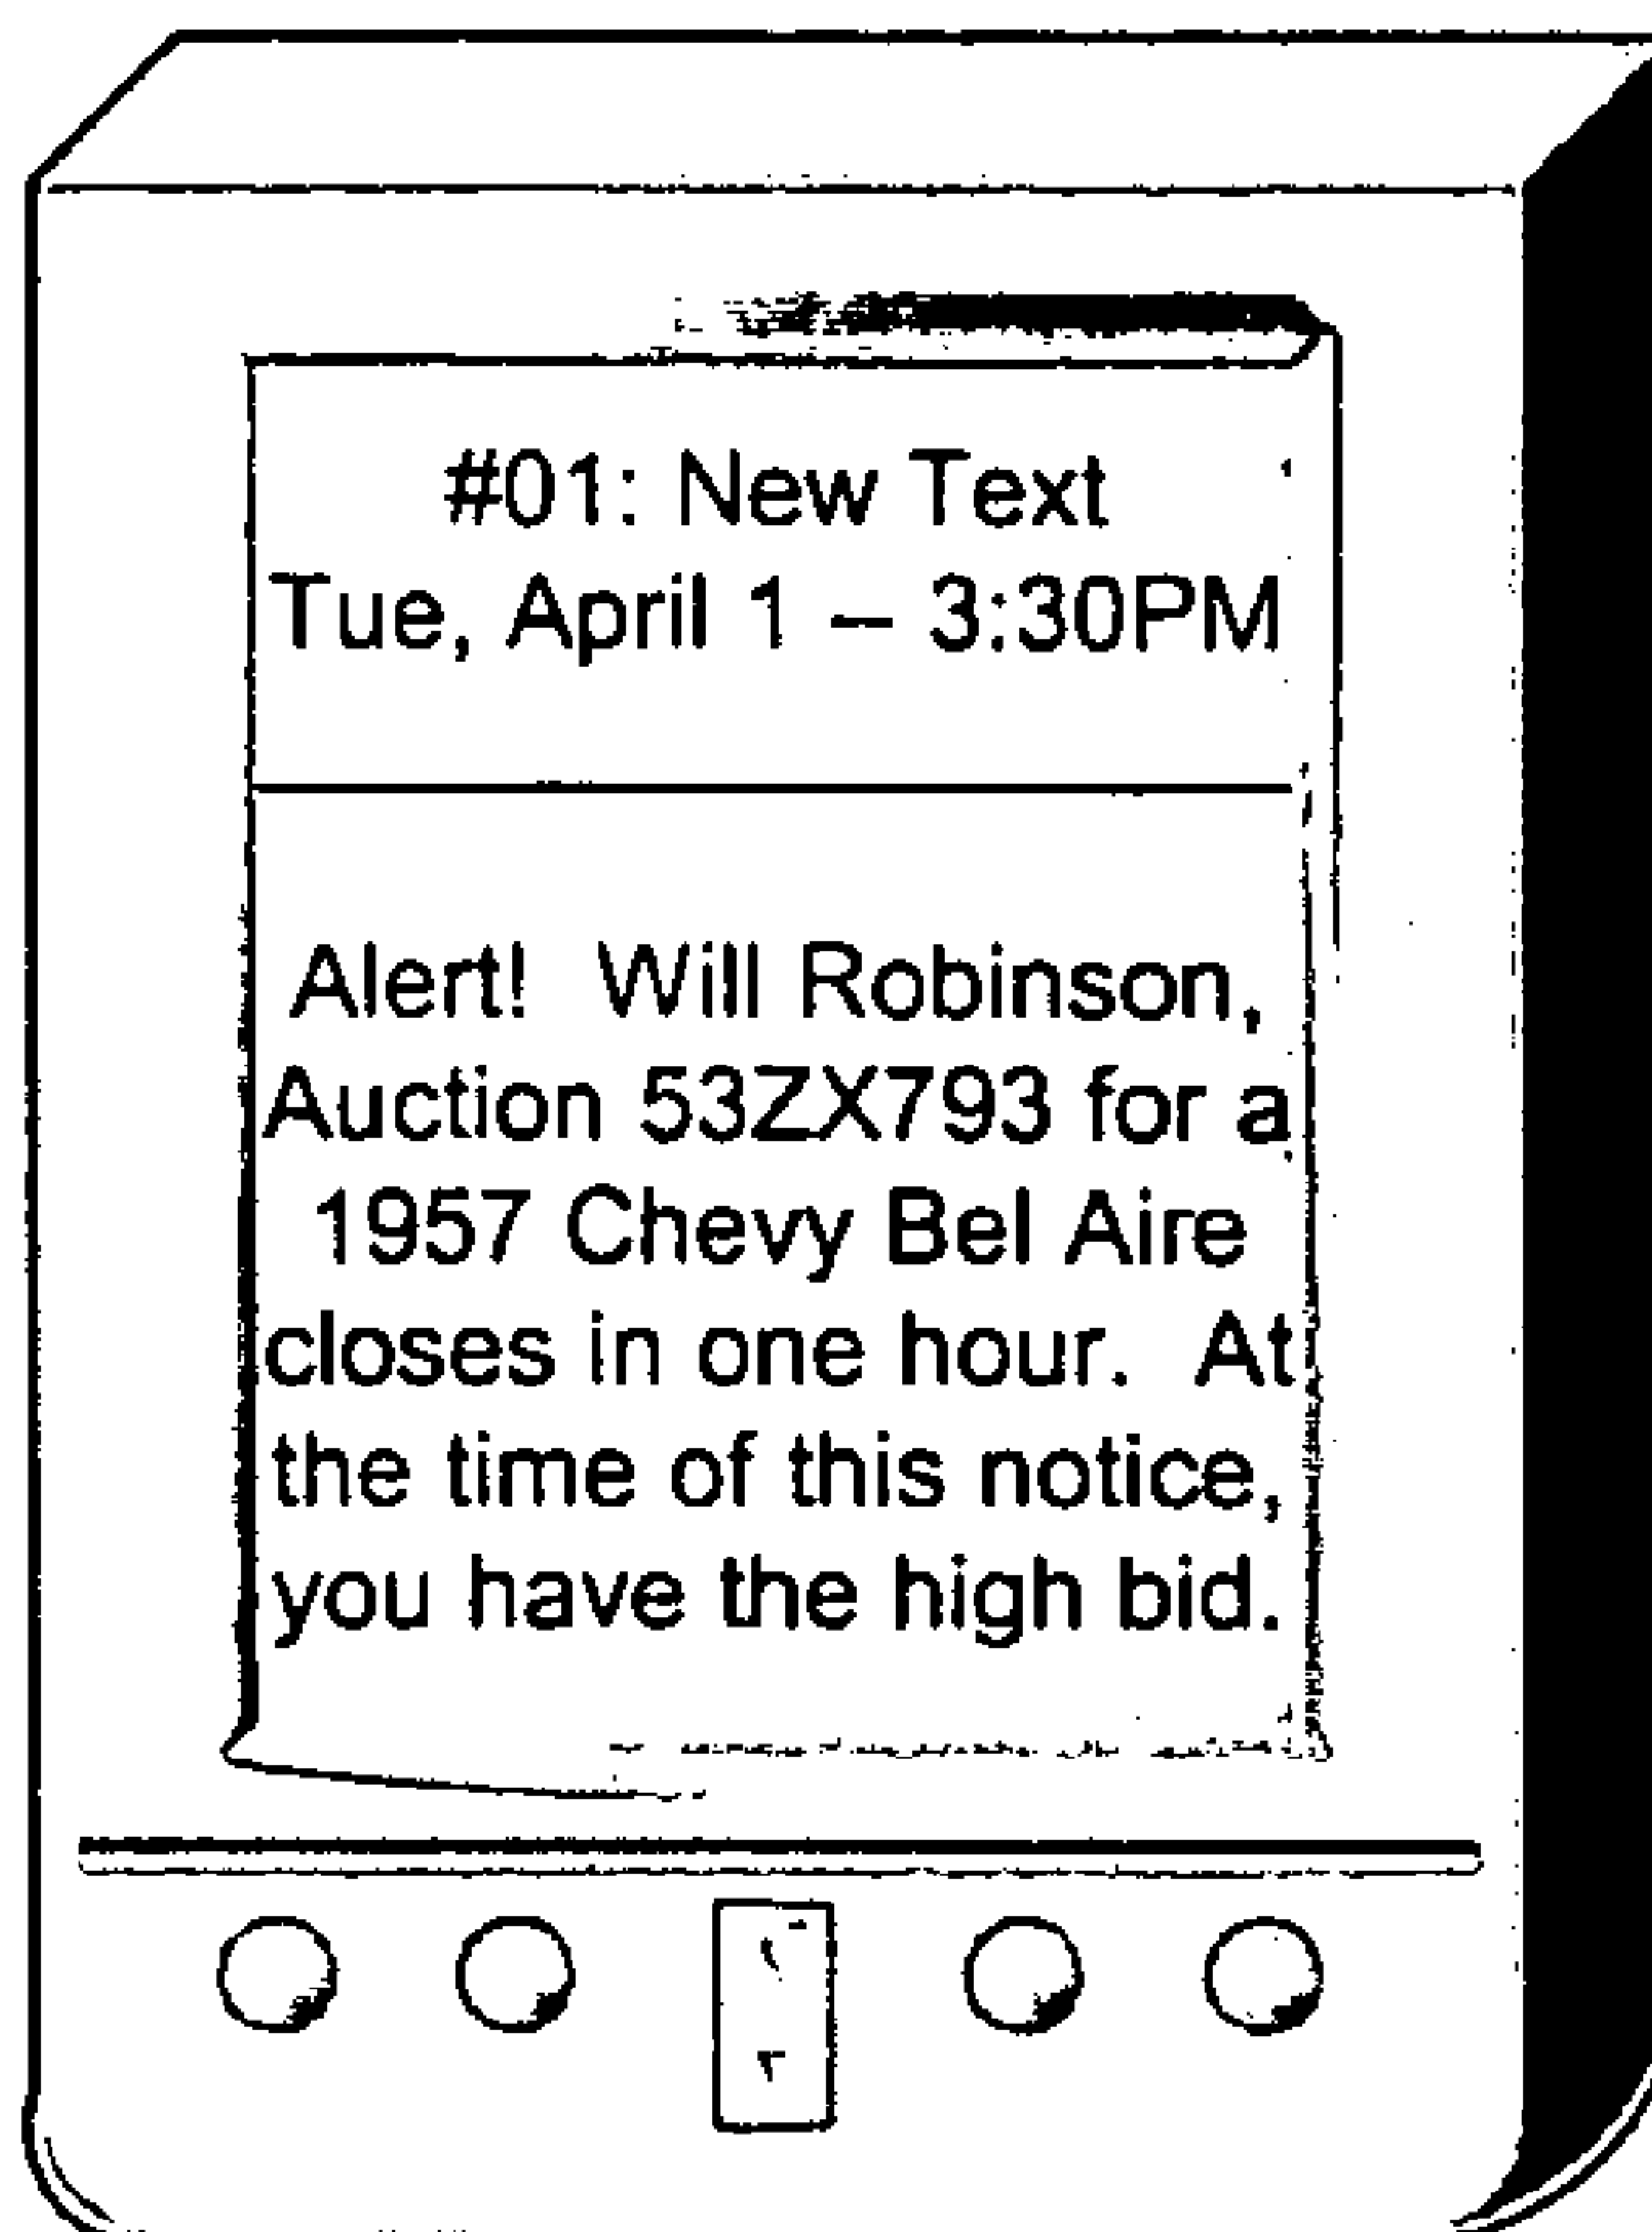 #01: New Text
Tue, April 1 – 3:30PM
Alert!  Will Robinson,
Auction 53ZX793 for a
1957 Chevy Bel Aire
closes in one hour.  At
the time of this notice,
you have the high bid.